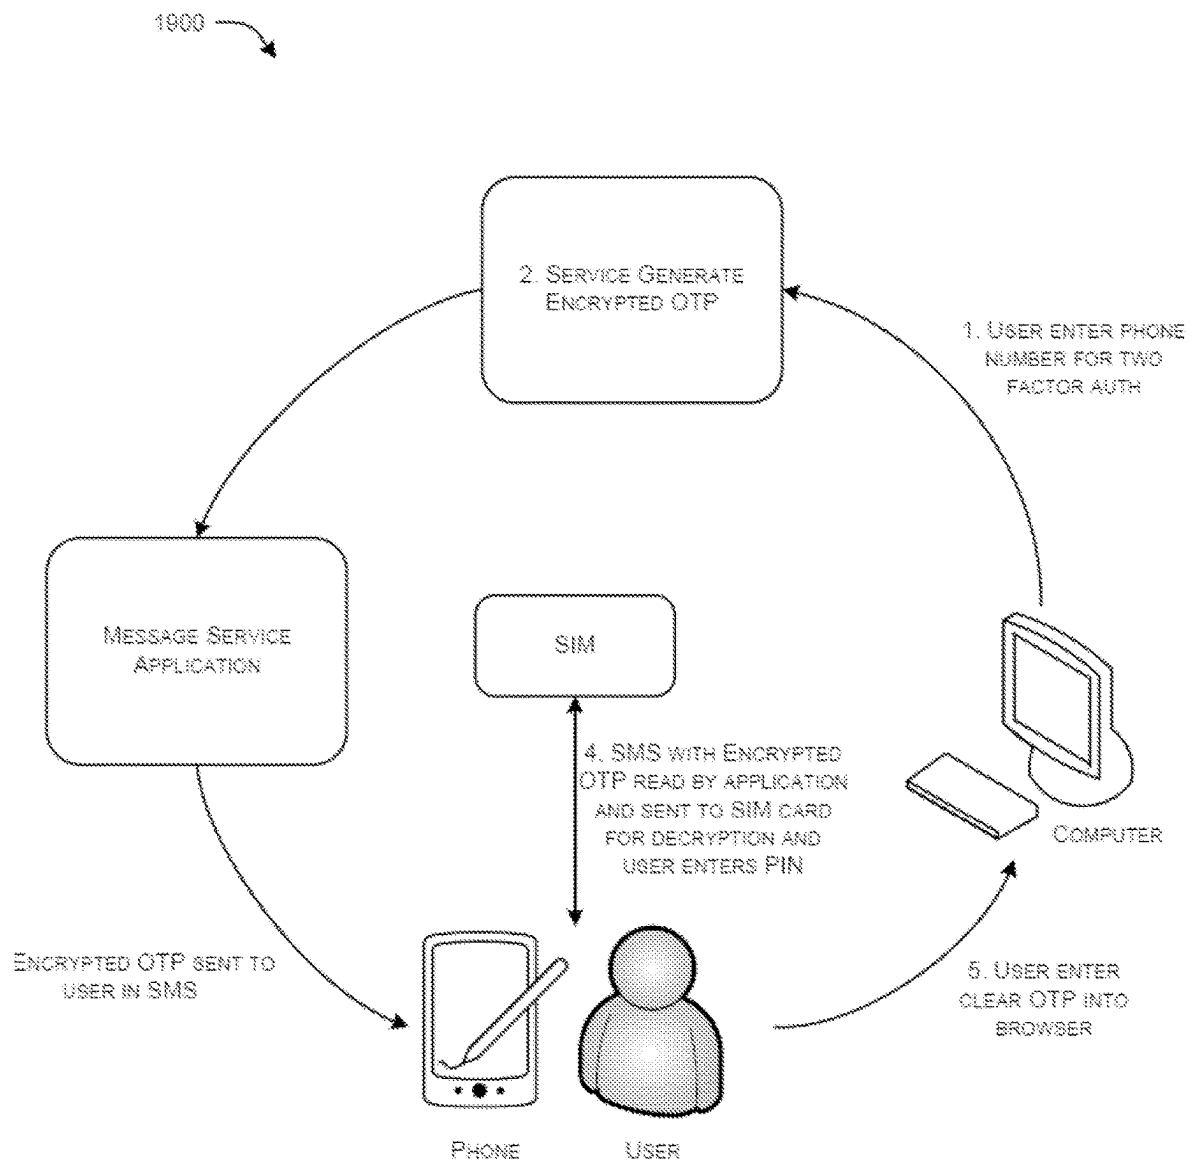 1900
2. SERVICE GENERATE
ENCRYPTED OTP
1. USER ENTER PHONE
NUMBER FOR TWO
FACTOR AUTH
MESSAGE SERVICE
APPLICATION
SIM
4. SMS WITH ENCRYPTED
OTP READ BY APPLICATION
AND SENT TO SIM CARD
FOR DECRYPTION AND
USER ENTERS PIN
COMPUTER
ENCRYPTED OTP SENT TO
USER IN SMS
5. USER ENTER
CLEAR OTP INTO
BROWSER
PHONE
USER